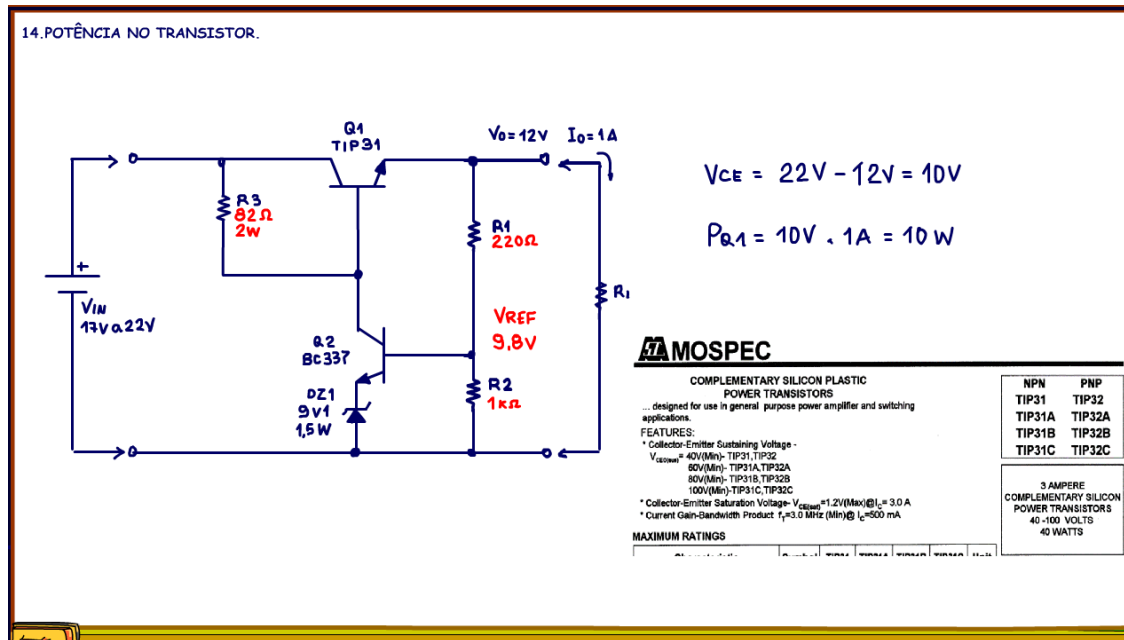 14.POTÊNCIA NO TRANSISTOR.
Q1
TIP31
V0=12V I0=1A
R3
82Ω
2W
R1
220Ω
VCE = 22V - 12V = 10V
PQ1 = 10V . 1A = 10W
+
VIN
17V a 22V
Q2
BC337
VREF
9,8V
DZ1
9V1
1,5W
R2
1KΩ
MOSPEC
COMPLEMENTARY SILICON PLASTIC
POWER TRANSISTORS
... designed for use in general purpose power amplifier and switching
applications.
FEATURES:
* Collector-Emitter Sustaining Voltage -
VCEO(sus)= 40V(Min)- TIP31,TIP32
60V(Min)- TIP31A,TIP32A
80V(Min)- TIP31B,TIP32B
100V(Min)-TIP31C,TIP32C
* Collector-Emitter Saturation Voltage- VCE(sat)=1.2V(Max)@IC= 3.0 A
* Current Gain-Bandwidth Product fT=3.0 MHz (Min)@ IC=500 mA
MAXIMUM RATINGS
NPN PNP
TIP31 TIP32
TIP31A TIP32A
TIP31B TIP32B
TIP31C TIP32C
3 AMPERE
COMPLEMENTARY SILICON
POWER TRANSISTORS
40 -100 VOLTS
40 WATTS